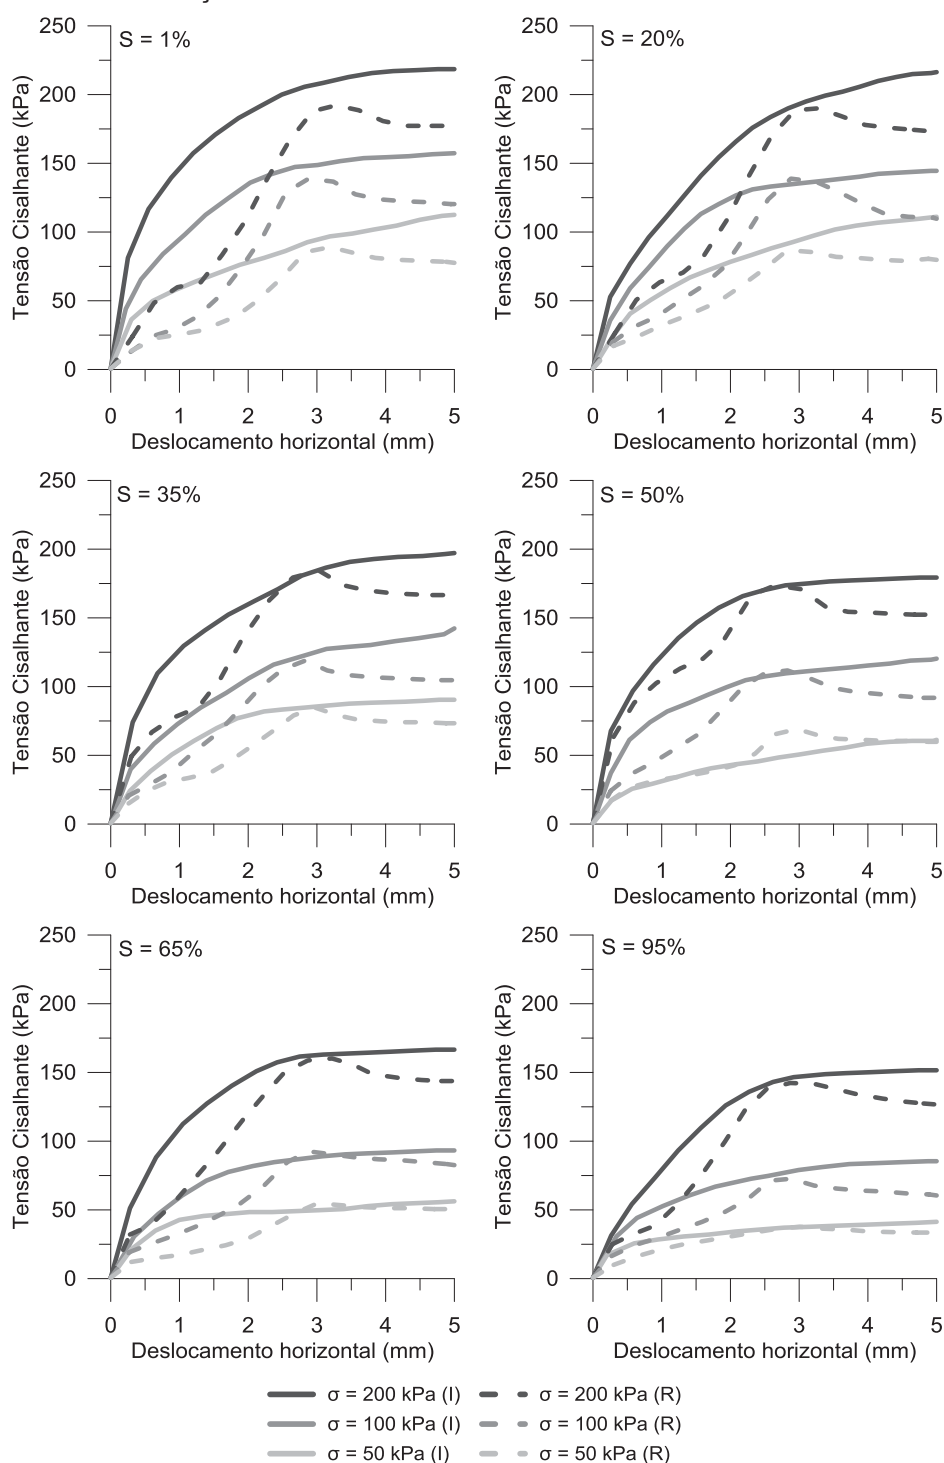 S = 1%
250
200
150
100
50
0
Tensão Cisalhante (kPa)
0 1 2 3 4 5
Deslocamento horizontal (mm)
S = 20%
250
200
150
100
50
0
Tensão Cisalhante (kPa)
0 1 2 3 4 5
Deslocamento horizontal (mm)
S = 35%
250
200
150
100
50
0
Tensão Cisalhante (kPa)
0 1 2 3 4 5
Deslocamento horizontal (mm)
S = 50%
250
200
150
100
50
0
Tensão Cisalhante (kPa)
0 1 2 3 4 5
Deslocamento horizontal (mm)
S = 65%
250
200
150
100
50
0
Tensão Cisalhante (kPa)
0 1 2 3 4 5
Deslocamento horizontal (mm)
S = 95%
250
200
150
100
50
0
Tensão Cisalhante (kPa)
0 1 2 3 4 5
Deslocamento horizontal (mm)
σ = 200 kPa (I) σ = 200 kPa (R)
σ = 100 kPa (I) σ = 100 kPa (R)
σ = 50 kPa (I) σ = 50 kPa (R)